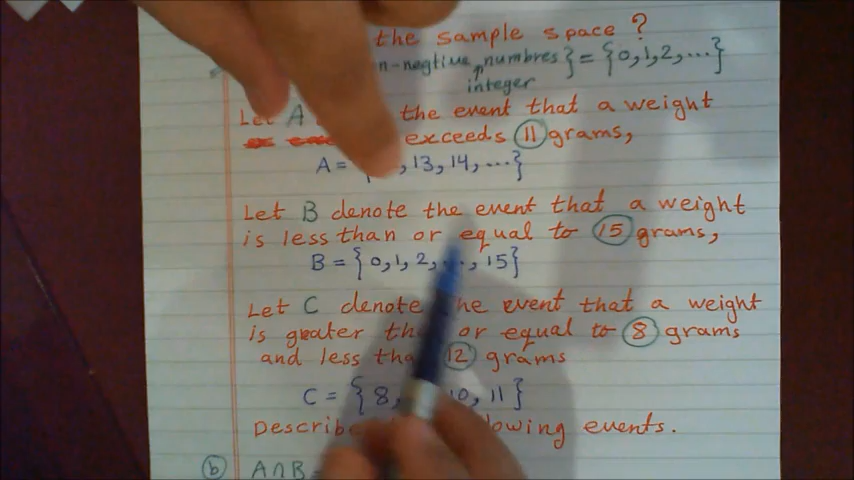 the sample space ?
n-negtive numbres } = {0,1,2,...}
integer
Let A the event that a weight
exceeds 11 grams,
A = , 13, 14, ...}
Let B denote the event that a weight
is less than or equal to 15 grams,
B = { 0, 1, 2, ..., 15}
Let C denote the event that a weight
is greater th or equal to 8 grams
and less tha 12 grams
C = { 8, 10, 11 }
Describe lowing events.
(b) A∩B =